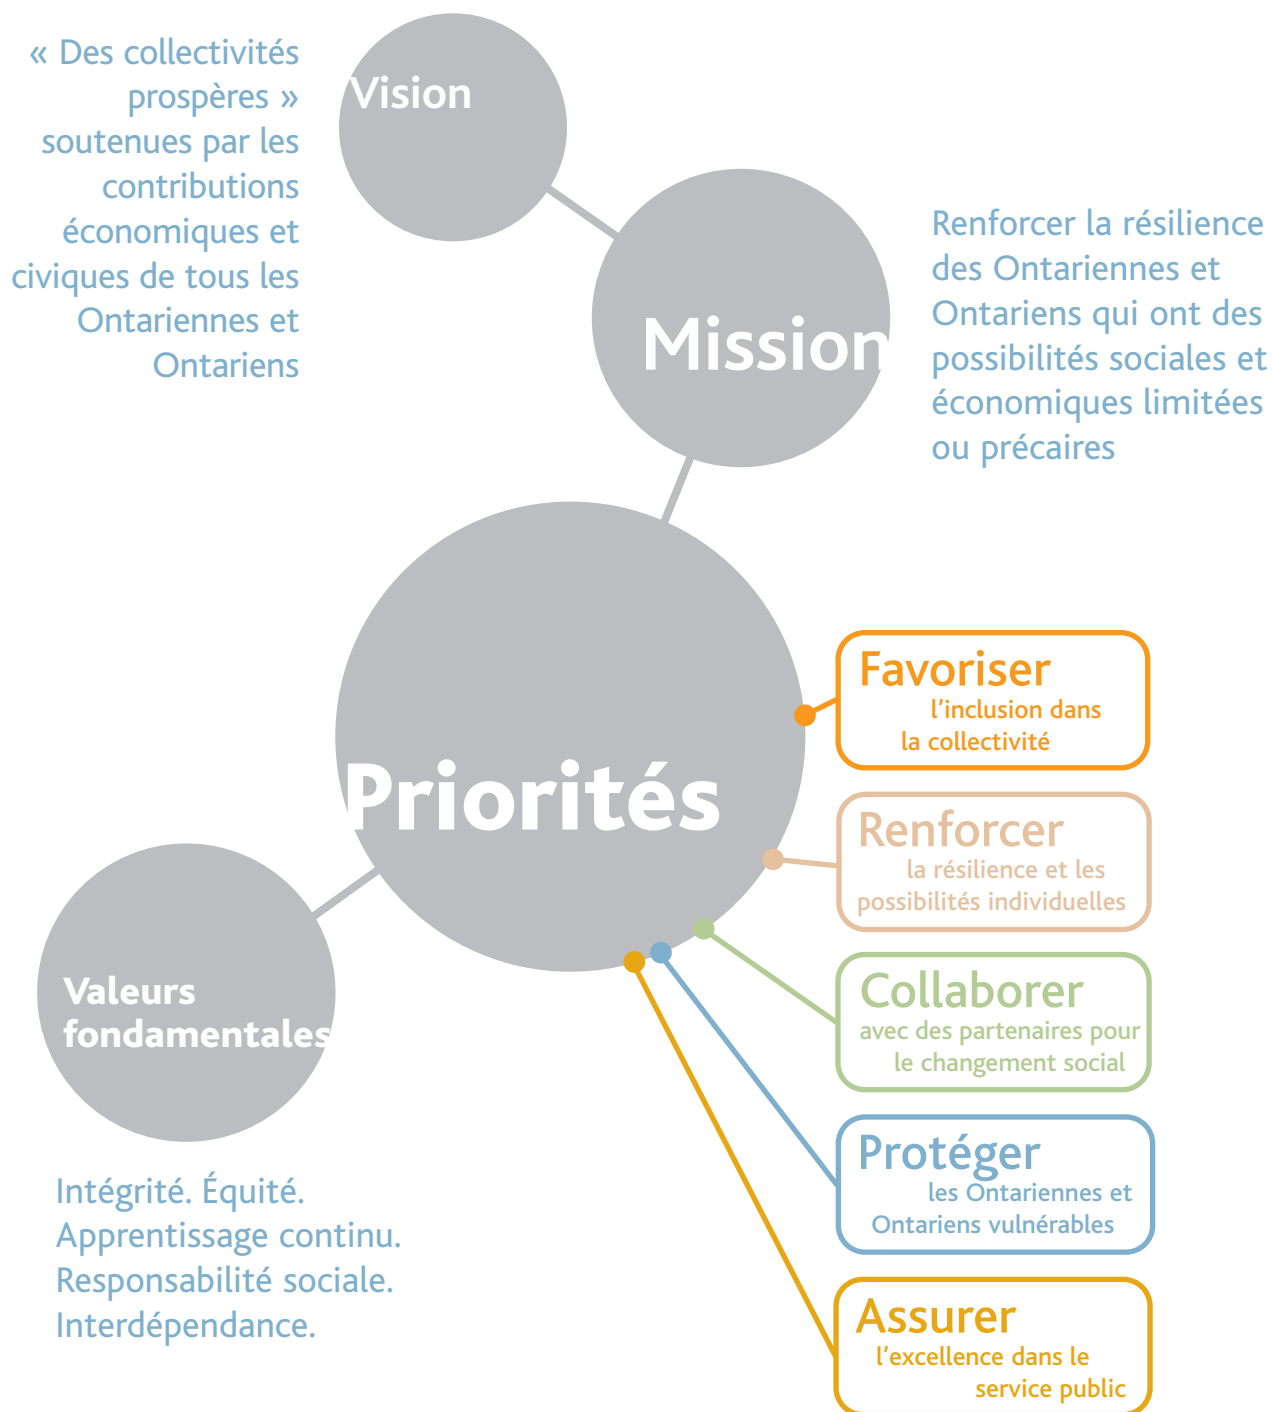 « Des collectivités
prospères »
soutenues par les
contributions
économiques et
civiques de tous les
Ontariennes et
Ontariens
Vision
Mission
Renforcer la résilience
des Ontariennes et
Ontariens qui ont des
possibilités sociales et
économiques limitées
ou précaires
Priorités
Favoriser
l'inclusion dans
la collectivité
Renforcer
la résilience et les
possibilités individuelles
Collaborer
avec des partenaires pour
le changement social
Protéger
les Ontariennes et
Ontariens vulnérables
Assurer
l'excellence dans le
service public
Valeurs
fondamentales
Intégrité. Équité.
Apprentissage continu.
Responsabilité sociale.
Interdépendance.